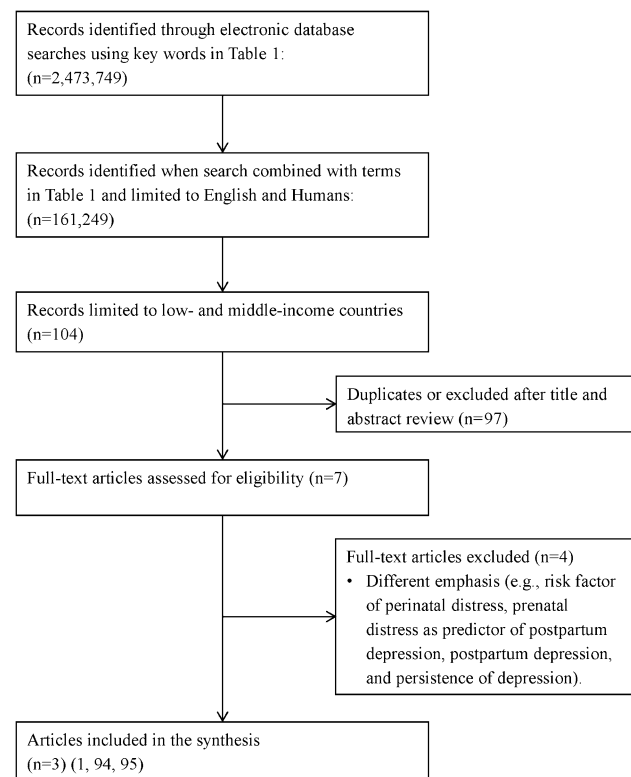 Records identified through electronic database
searches using key words in Table 1:
(n=2,473,749)
Records identified when search combined with terms
in Table 1 and limited to English and Humans:
(n=161,249)
Records limited to low- and middle-income countries
(n=104)
Duplicates or excluded after title and
abstract review (n=97)
Full-text articles assessed for eligibility (n=7)
Full-text articles excluded (n=4)
• Different emphasis (e.g., risk factor
of perinatal distress, prenatal
distress as predictor of postpartum
depression, postpartum depression,
and persistence of depression).
Articles included in the synthesis
(n=3) (1, 94, 95)